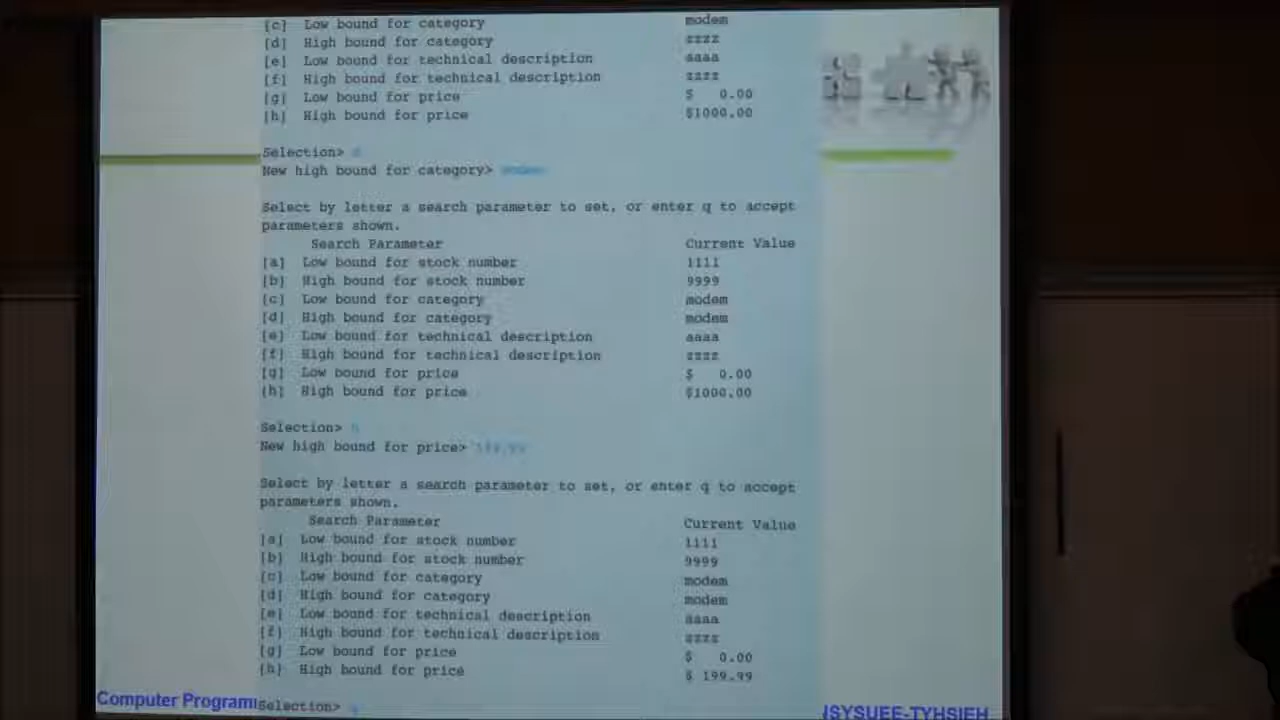 [c] Low bound for category modem
[d] High bound for category zzzz
[e] Low bound for technical description aaaa
[f] High bound for technical description zzzz
[g] Low bound for price $ 0.00
[h] High bound for price $1000.00
Selection> d
New high bound for category> modem
Select by letter a search parameter to set, or enter q to accept
parameters shown.
Search Parameter Current Value
[a] Low bound for stock number 1111
[b] High bound for stock number 9999
[c] Low bound for category modem
[d] High bound for category modem
[e] Low bound for technical description aaaa
[f] High bound for technical description zzzz
[g] Low bound for price $ 0.00
[h] High bound for price $1000.00
Selection> h
New high bound for price> 199.99
Select by letter a search parameter to set, or enter q to accept
parameters shown.
Search Parameter Current Value
[a] Low bound for stock number 1111
[b] High bound for stock number 9999
[c] Low bound for category modem
[d] High bound for category modem
[e] Low bound for technical description aaaa
[f] High bound for technical description zzzz
[g] Low bound for price $ 0.00
[h] High bound for price $ 199.99
Selection> q
Computer Program
ISYSUEE-TYHSIEH